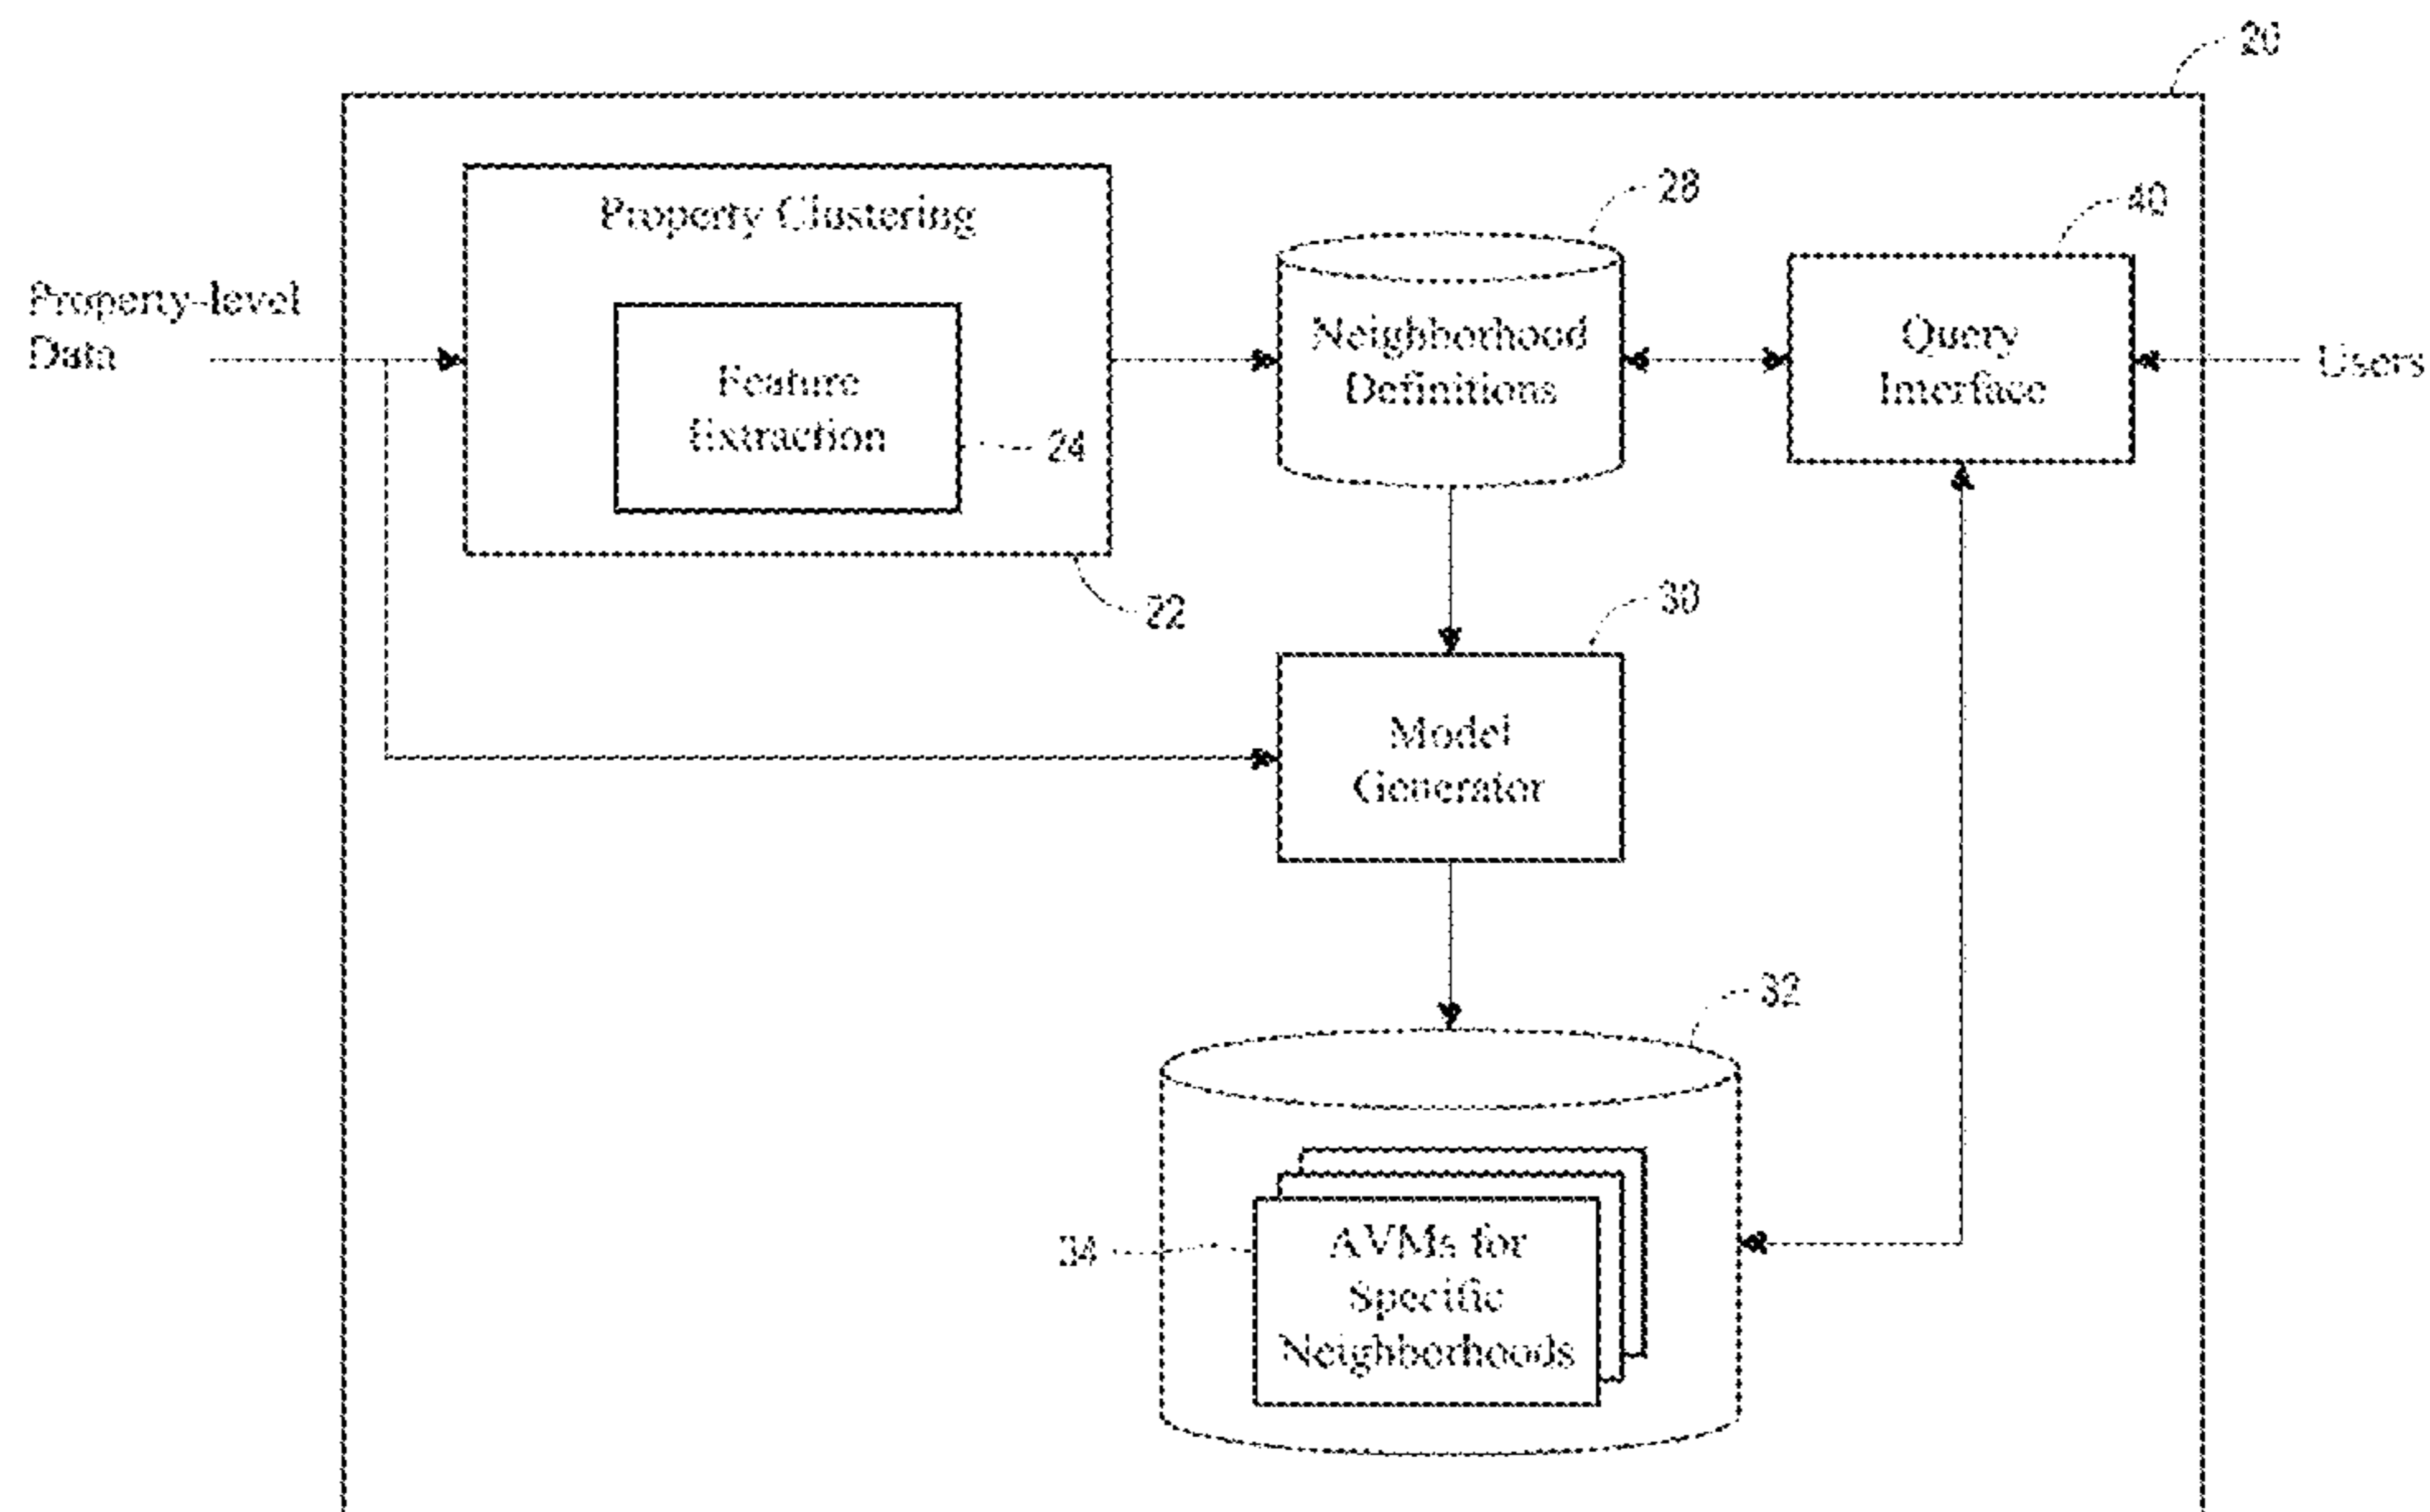 20
Property Clustering
28
40
Property-level
Data
Feature
Extraction
24
Neighborhood
Definitions
Query
Interface
Users
22
30
Model
Generator
32
34
AVMs for
Specific
Neighborhoods